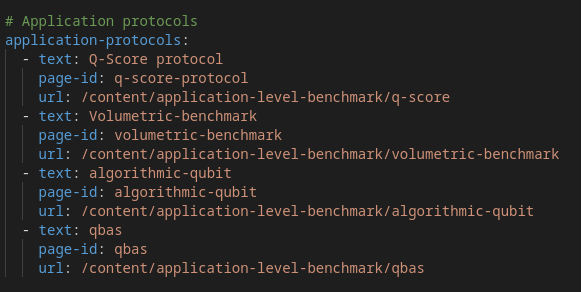 # Application protocols
application-protocols:
  - text: Q-Score protocol
    page-id: q-score-protocol
    url: /content/application-level-benchmark/q-score
  - text: Volumetric-benchmark
    page-id: volumetric-benchmark
    url: /content/application-level-benchmark/volumetric-benchmark
  - text: algorithmic-qubit
    page-id: algorithmic-qubit
    url: /content/application-level-benchmark/algorithmic-qubit
  - text: qbas
    page-id: qbas
    url: /content/application-level-benchmark/qbas